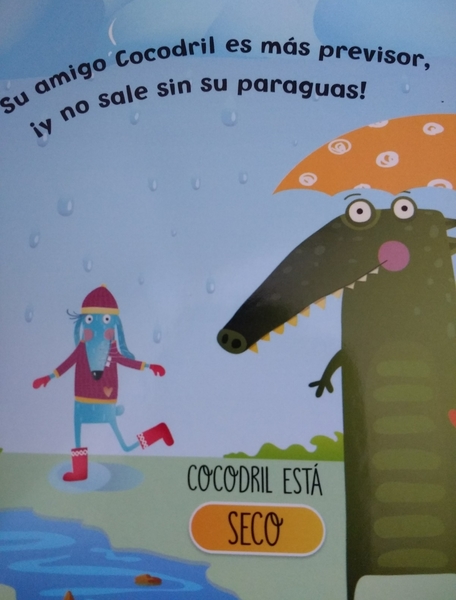 Su amigo Cocodril es más previsor,
¡y no sale sin su paraguas!
COCODRIL ESTÁ
SECO